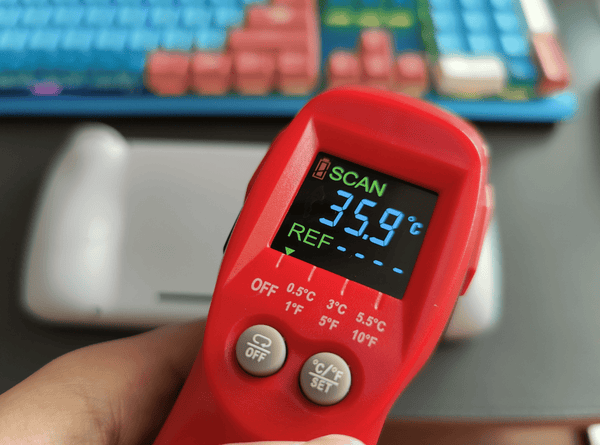 SCAN
35.9°C
REF ----
OFF 0.5°C 3°C 5.5°C
1°F 5°F 10°F
OFF
°C/°F
SET